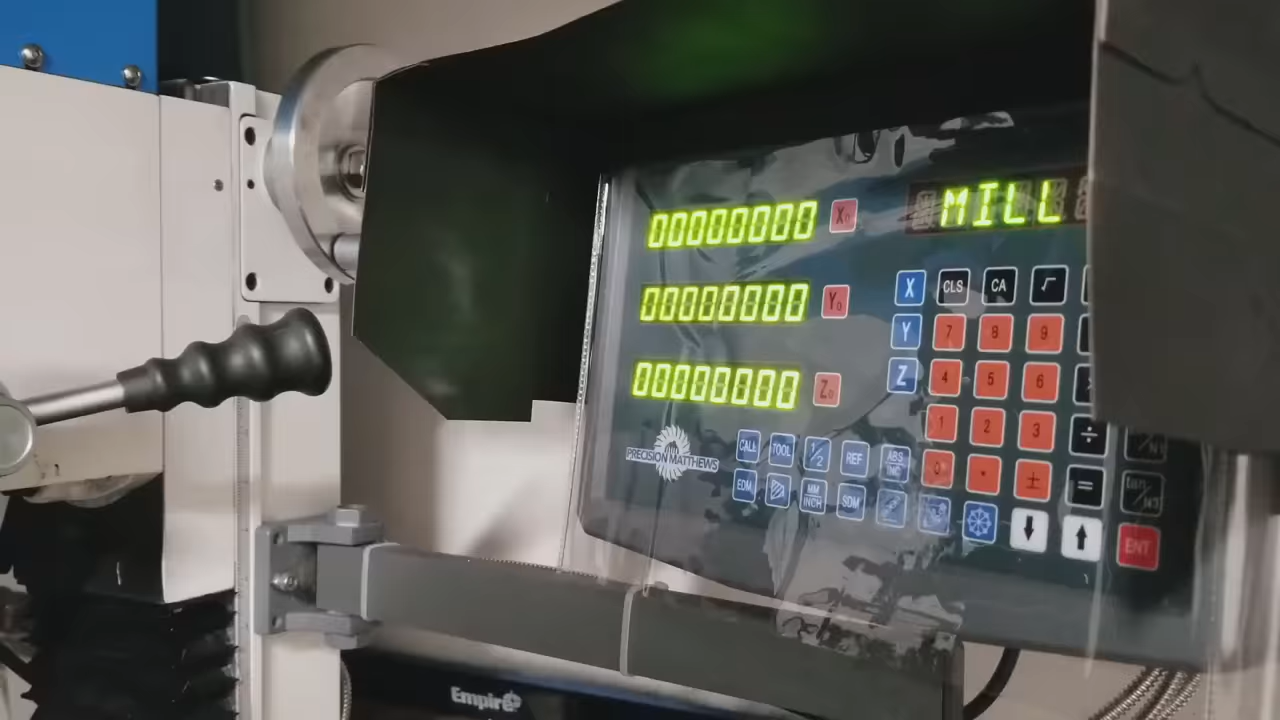 00000000 X₀ MILL
00000000 Y₀
00000000 Z₀
X CLS CA √
Y 7 8 9
Z 4 5 6
1 2 3 ÷
0 • ± =
PRECISION MATTHEWS
CALL TOOL 1/2 REF ABS INC
EDM MM INCH SDM
ENT
Empire